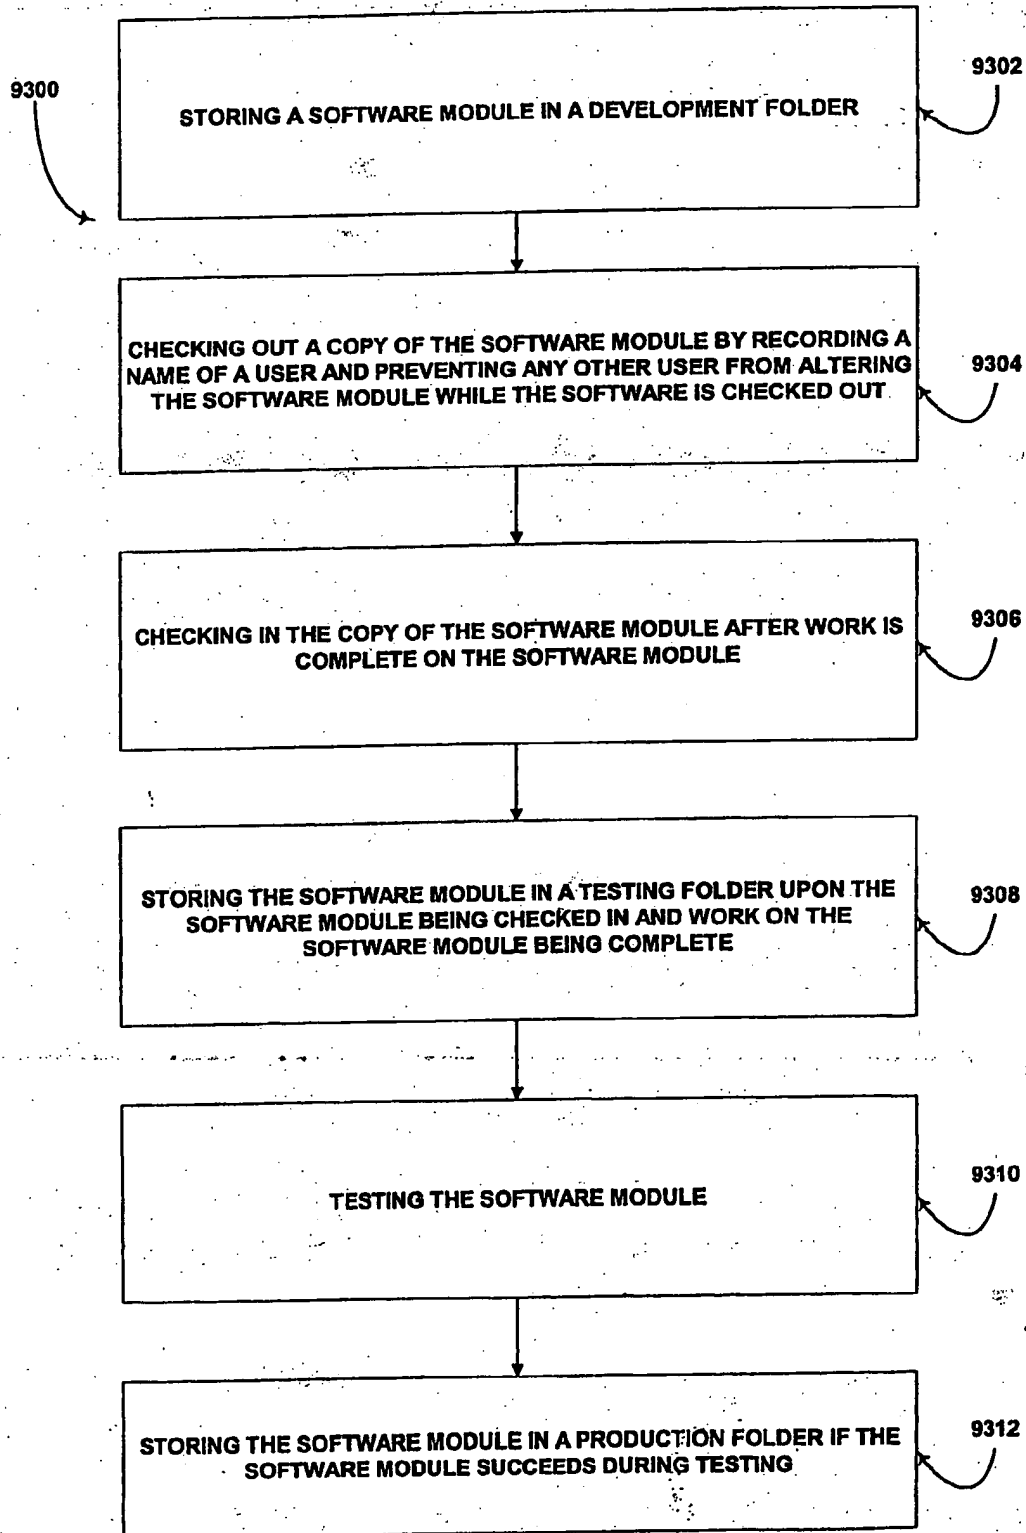 9300
9302
STORING A SOFTWARE MODULE IN A DEVELOPMENT FOLDER
CHECKING OUT A COPY OF THE SOFTWARE MODULE BY RECORDING A
NAME OF A USER AND PREVENTING ANY OTHER USER FROM ALTERING
THE SOFTWARE MODULE WHILE THE SOFTWARE IS CHECKED OUT
9304
CHECKING IN THE COPY OF THE SOFTWARE MODULE AFTER WORK IS
COMPLETE ON THE SOFTWARE MODULE
9306
STORING THE SOFTWARE MODULE IN A TESTING FOLDER UPON THE
SOFTWARE MODULE BEING CHECKED IN AND WORK ON THE
SOFTWARE MODULE BEING COMPLETE
9308
TESTING THE SOFTWARE MODULE
9310
STORING THE SOFTWARE MODULE IN A PRODUCTION FOLDER IF THE
SOFTWARE MODULE SUCCEEDS DURING TESTING
9312